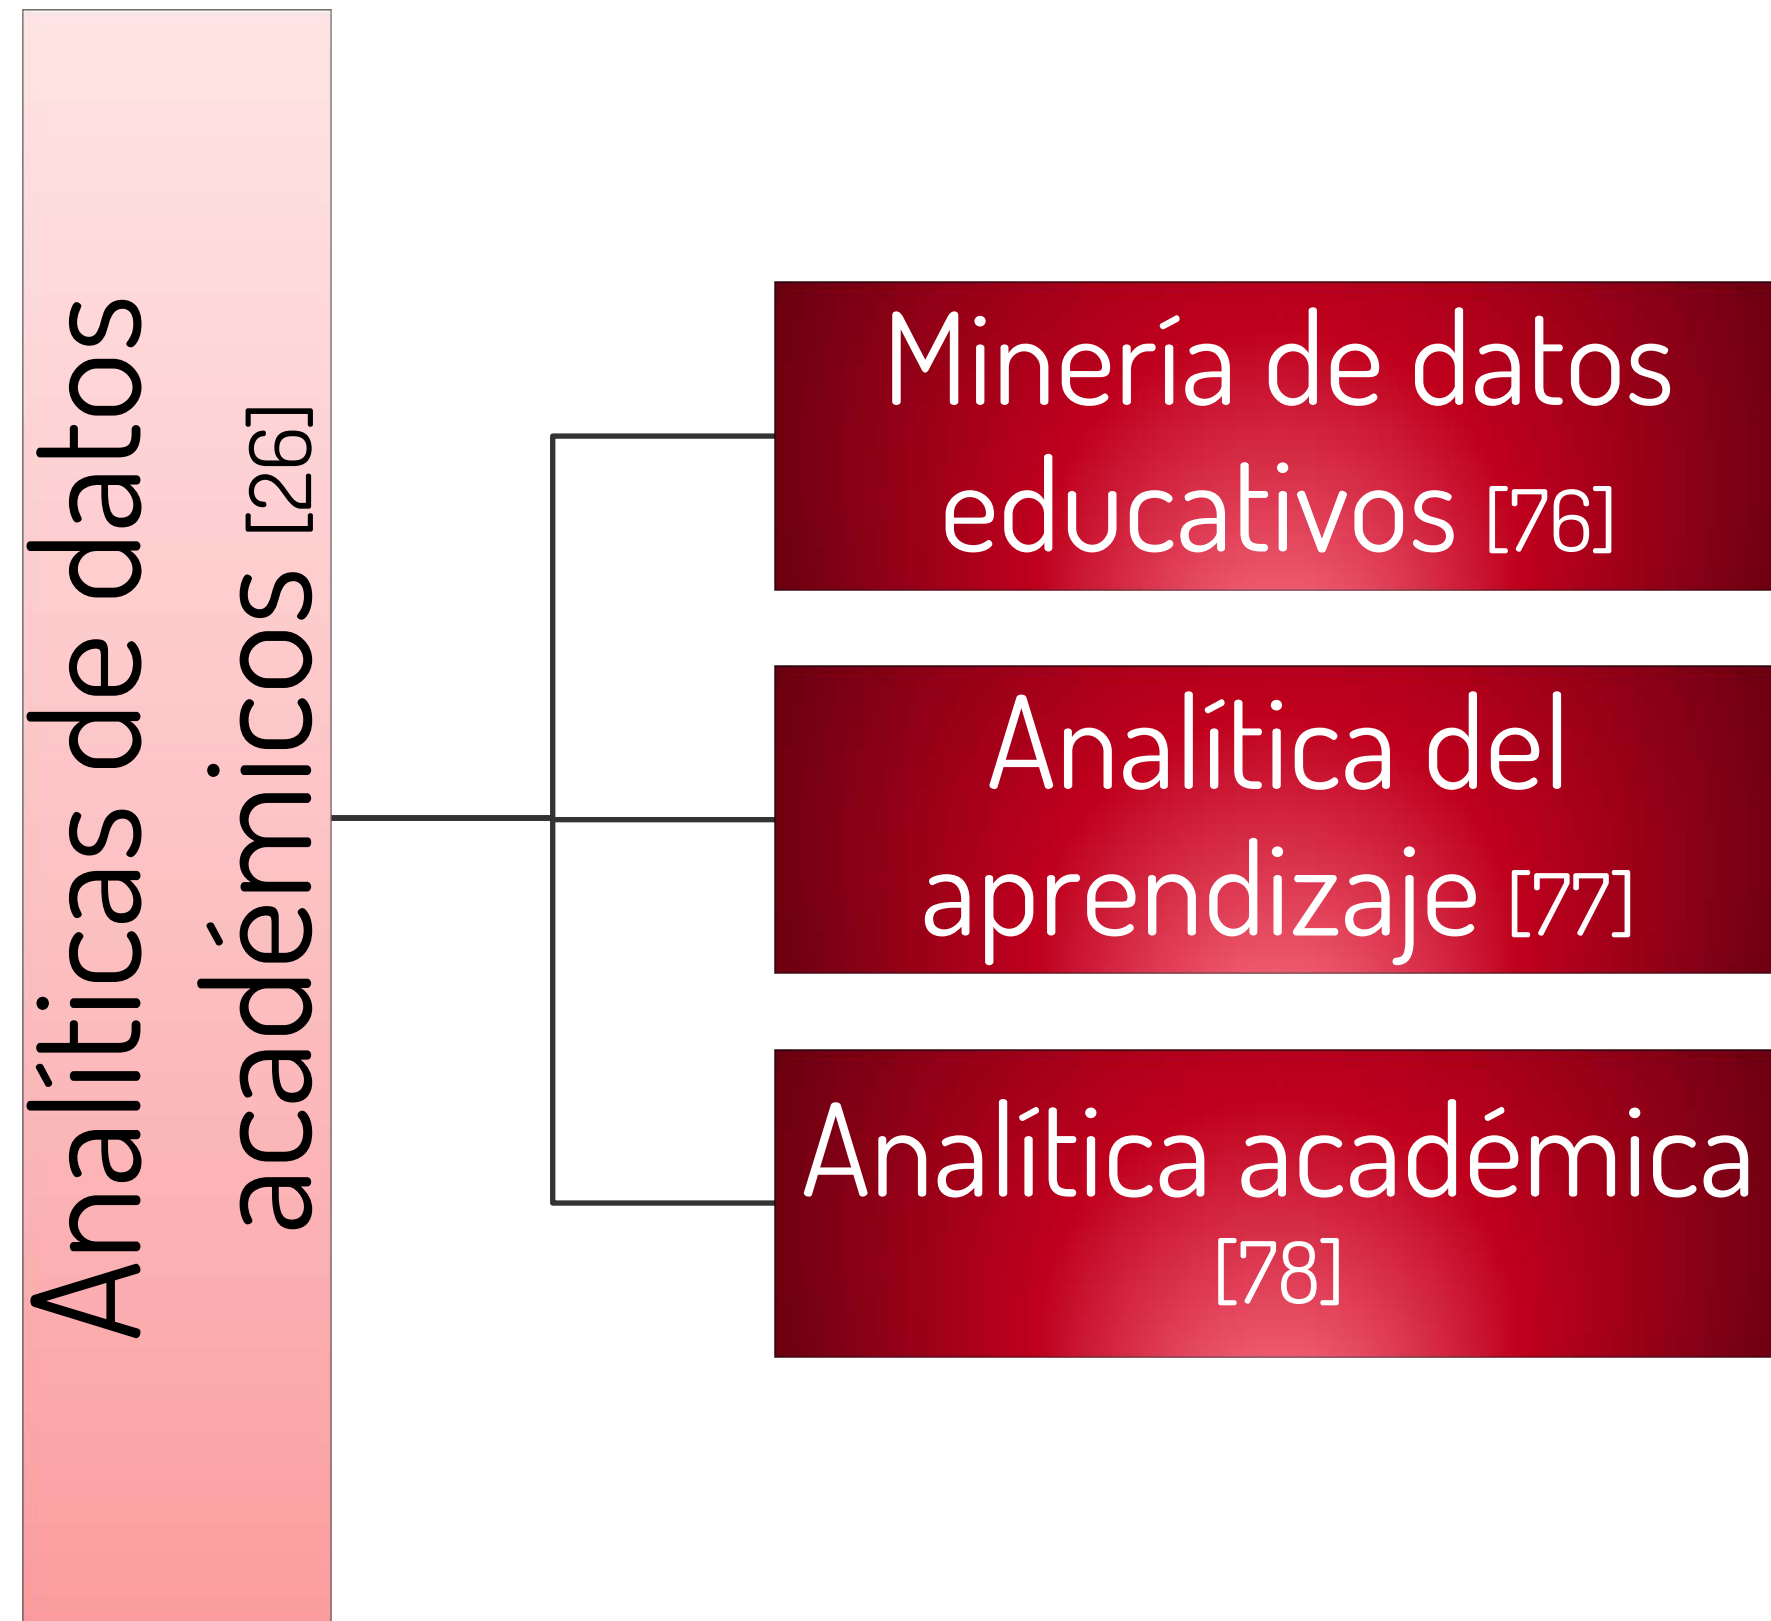 Analíticas de datos
académicos [26]
Minería de datos
educativos [76]
Analítica del
aprendizaje [77]
Analítica académica
[78]